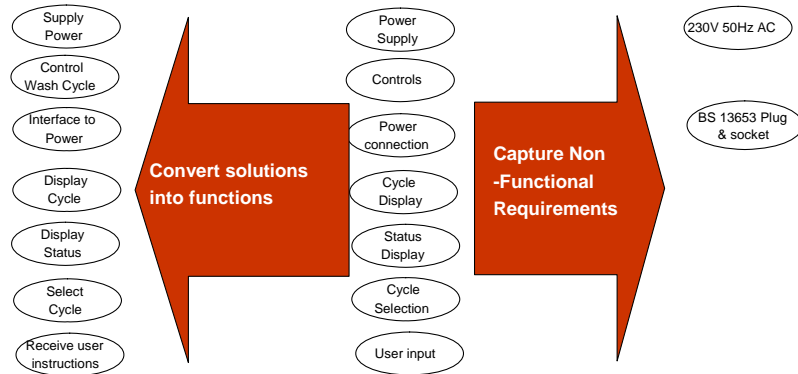 Supply
Power
Control
Wash Cycle
Interface to
Power
Display
Cycle
Display
Status
Select
Cycle
Receive user
instructions
Convert solutions
into functions
Power
Supply
Controls
Power
connection
Cycle
Display
Status
Display
Cycle
Selection
User input
Capture Non
-Functional
Requirements
230V 50Hz AC
BS 13653 Plug
& socket